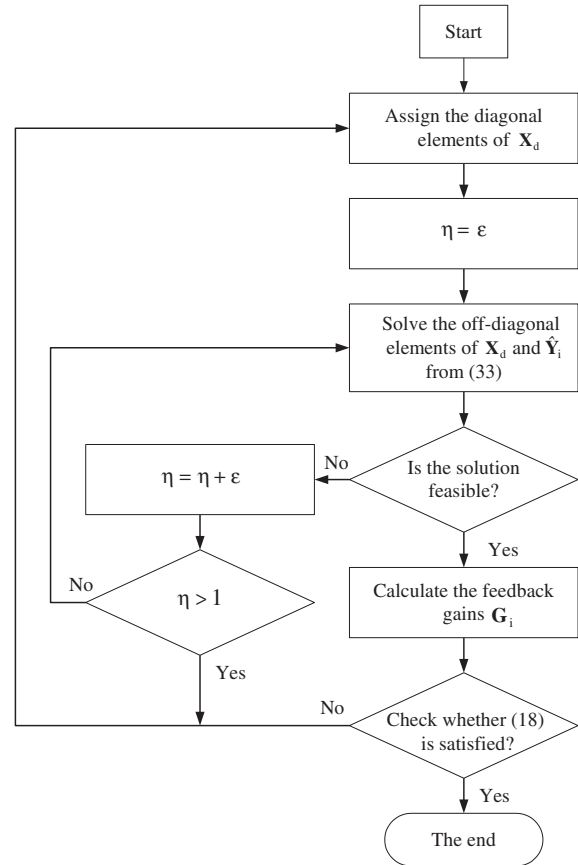 Start
Assign the diagonal
elements of X_d
η = ε
Solve the off-diagonal
elements of X_d and Ŷ_i
from (33)
No
η = η + ε
Is the solution
feasible?
Yes
No
η > 1
Calculate the feedback
gains G_i
Yes
No
Check whether (18)
is satisfied?
Yes
The end